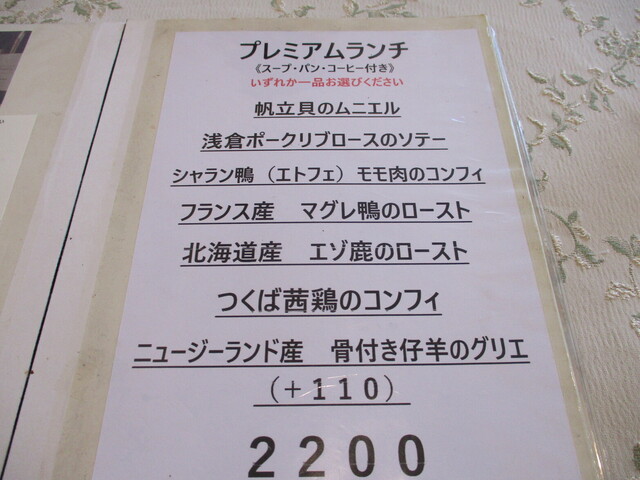 プレミアムランチ
《スープ・パン・コーヒー付き》
いずれか一品お選びください
帆立貝のムニエル
浅倉ポークリブロースのソテー
シャラン鴨（エトフェ）モモ肉のコンフィ
フランス産　マグレ鴨のロースト
北海道産　エゾ鹿のロースト
つくば茜鶏のコンフィ
ニュージーランド産　骨付き仔羊のグリエ
（＋１１０）
２２００